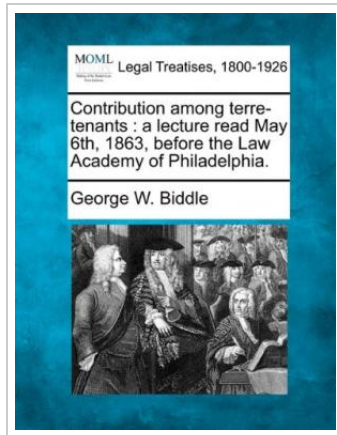 MOML
Legal Treatises, 1800-1926
Contribution among terre-
tenants : a lecture read May
6th, 1863, before the Law
Academy of Philadelphia.
George W. Biddle